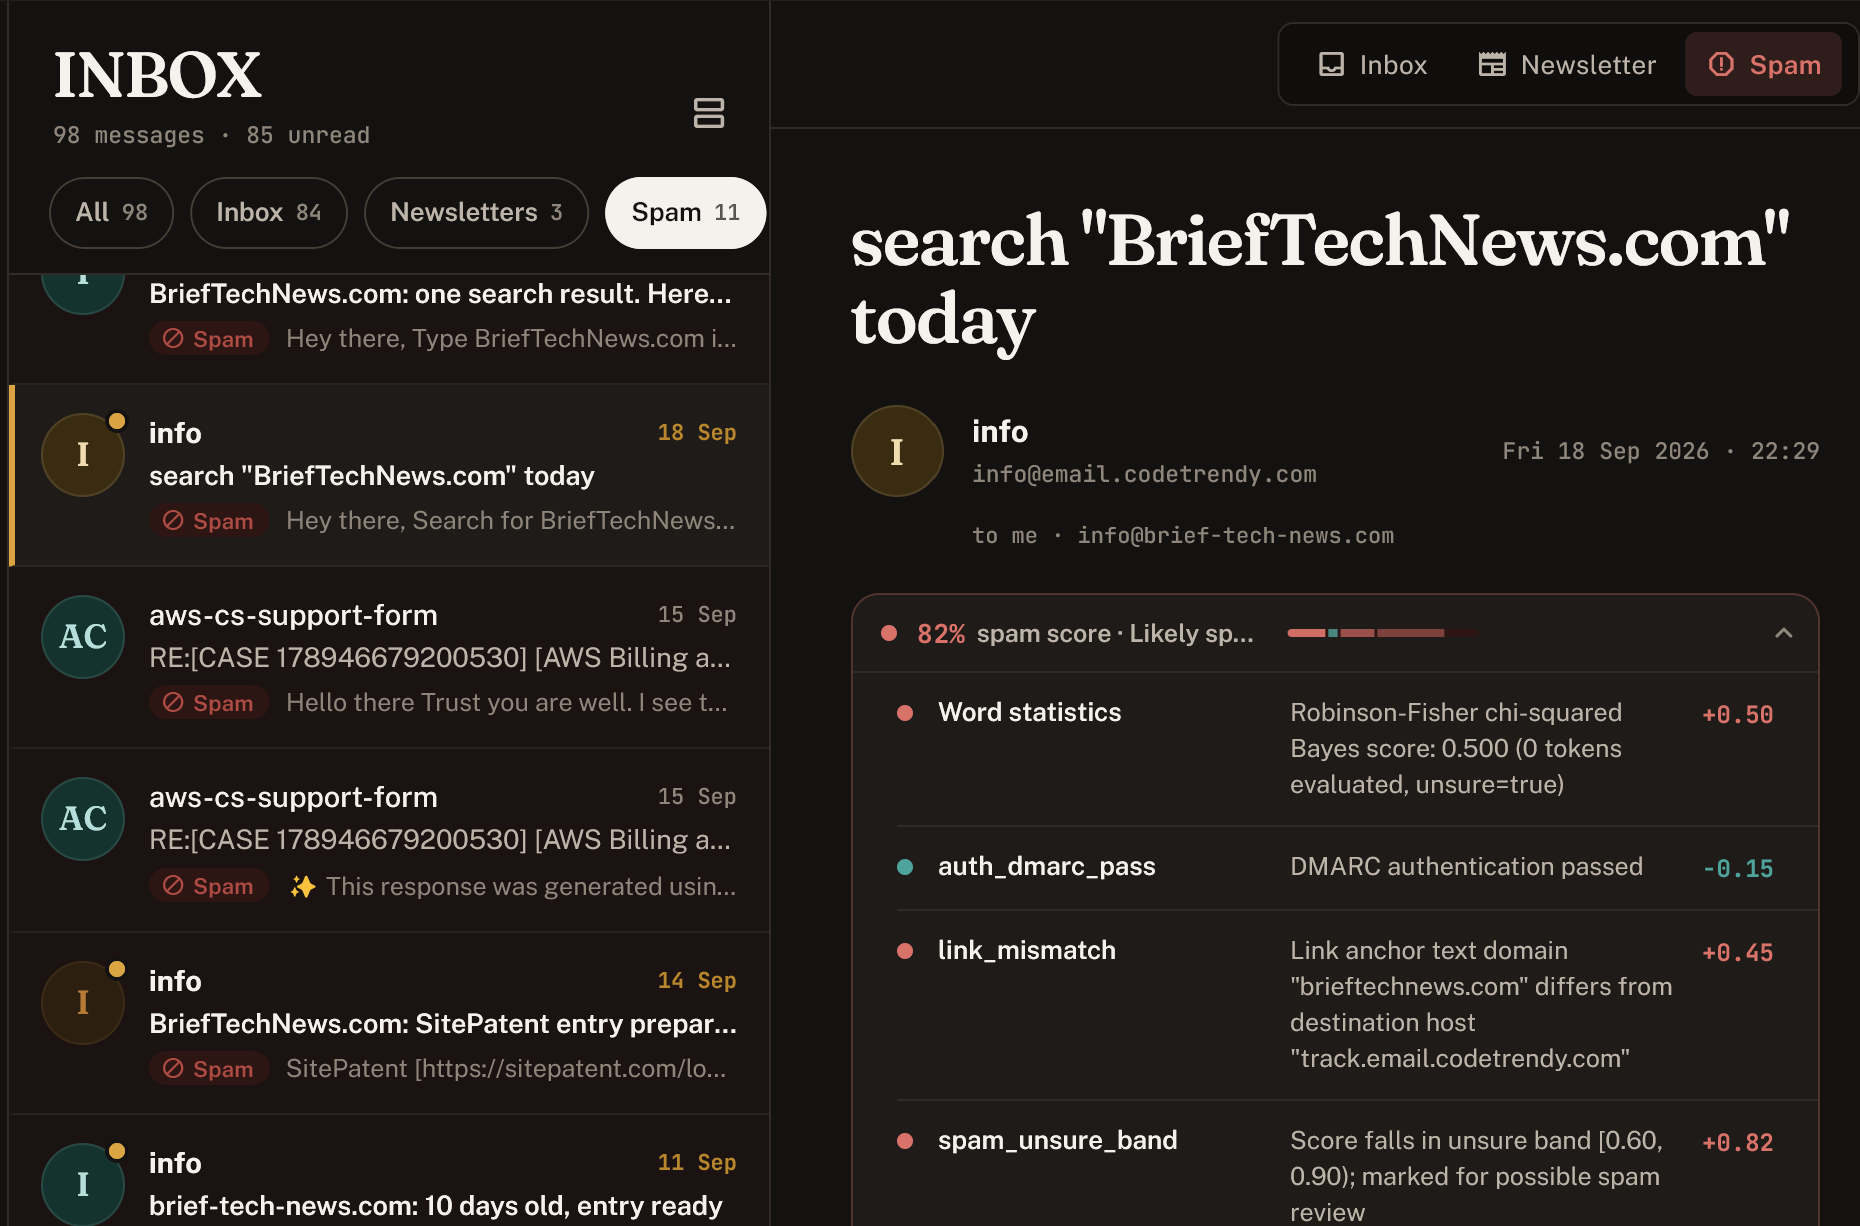 INBOX
98 messages · 85 unread
All 98
Inbox 84
Newsletters 3
Spam 11
BriefTechNews.com: one search result. Here...
Spam Hey there, Type BriefTechNews.com i...
I
info 18 Sep
search "BriefTechNews.com" today
Spam Hey there, Search for BriefTechNews...
AC
aws-cs-support-form 15 Sep
RE:[CASE 178946679200530] [AWS Billing a...
Spam Hello there Trust you are well. I see t...
AC
aws-cs-support-form 15 Sep
RE:[CASE 178946679200530] [AWS Billing a...
Spam ✨ This response was generated usin...
I
info 14 Sep
BriefTechNews.com: SitePatent entry prepar...
Spam SitePatent [https://sitepatent.com/lo...
I
info 11 Sep
brief-tech-news.com: 10 days old, entry ready
Inbox
Newsletter
Spam
search "BriefTechNews.com"
today
I
info
info@email.codetrendy.com
Fri 18 Sep 2026 · 22:29
to me · info@brief-tech-news.com
82% spam score · Likely sp...
Word statistics
Robinson-Fisher chi-squared
Bayes score: 0.500 (0 tokens
evaluated, unsure=true)
+0.50
auth_dmarc_pass
DMARC authentication passed
-0.15
link_mismatch
Link anchor text domain
"brieftechnews.com" differs from
destination host
"track.email.codetrendy.com"
+0.45
spam_unsure_band
Score falls in unsure band [0.60,
0.90); marked for possible spam
review
+0.82